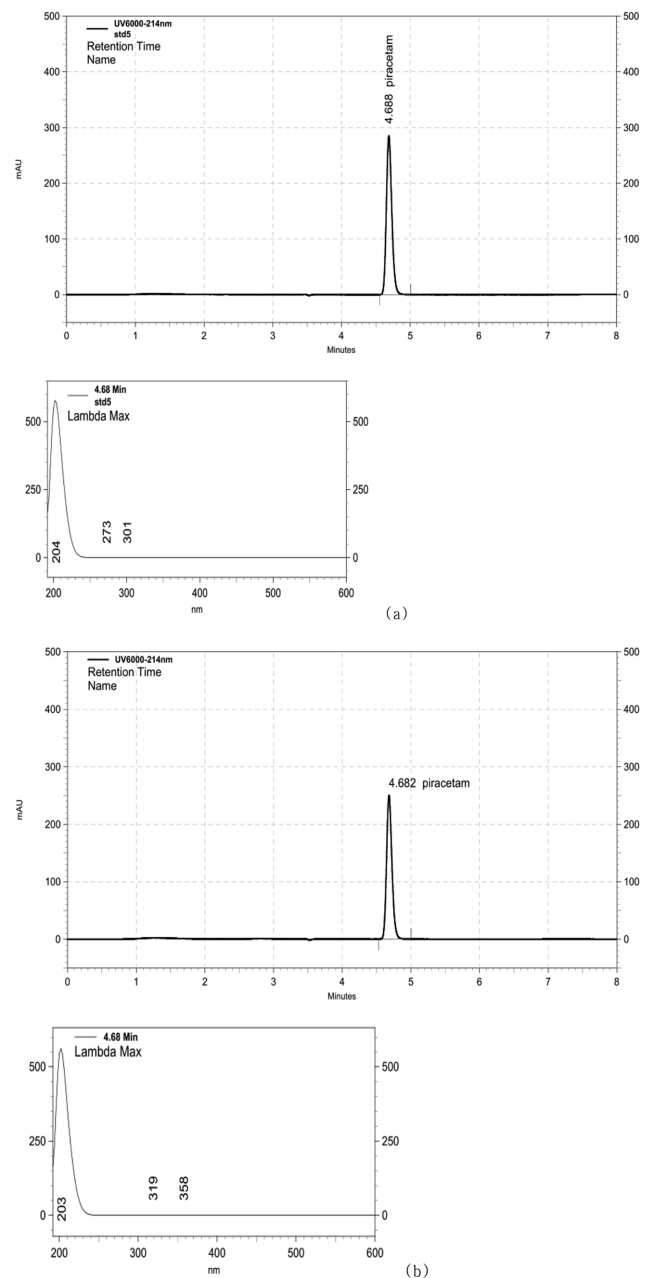 UV6000-214nm
std5
Retention Time
Name
4.688 piracetam
500 500
400 400
300 300
200 200
100 100
0 0
mAU
0 1 2 3 4 5 6 7 8
Minutes
4.68 Min
std5
Lambda Max
500 500
250 250
0 0
204 273 301
200 300 400 500 600
nm
(a)
UV6000-214nm
Retention Time
Name
4.682 piracetam
500 500
400 400
300 300
200 200
100 100
0 0
mAU
0 1 2 3 4 5 6 7 8
Minutes
4.68 Min
Lambda Max
500 500
250 250
0 0
203 319 358
200 300 400 500 600
nm
(b)